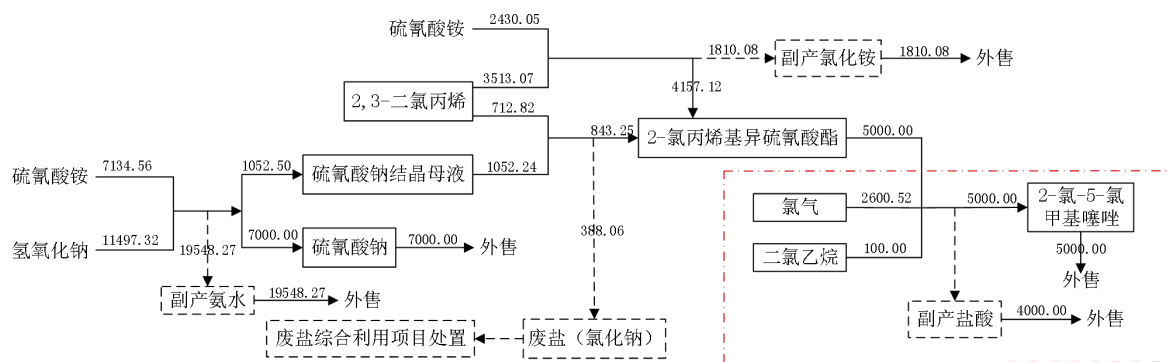 硫氰酸铵
2430.05
2,3-二氯丙烯
3513.07
712.82
4157.12
1810.08
副产氯化铵
1810.08
外售
硫氰酸铵
7134.56
氢氧化钠
11497.32
19548.27
1052.50
硫氰酸钠结晶母液
1052.24
7000.00
硫氰酸钠
7000.00
外售
副产氨水
19548.27
外售
843.25
2-氯丙烯基异硫氰酸酯
5000.00
388.06
废盐（氯化钠）
废盐综合利用项目处置
氯气
2600.52
二氯乙烷
100.00
5000.00
2-氯-5-氯
甲基噻唑
5000.00
外售
副产盐酸
4000.00
外售